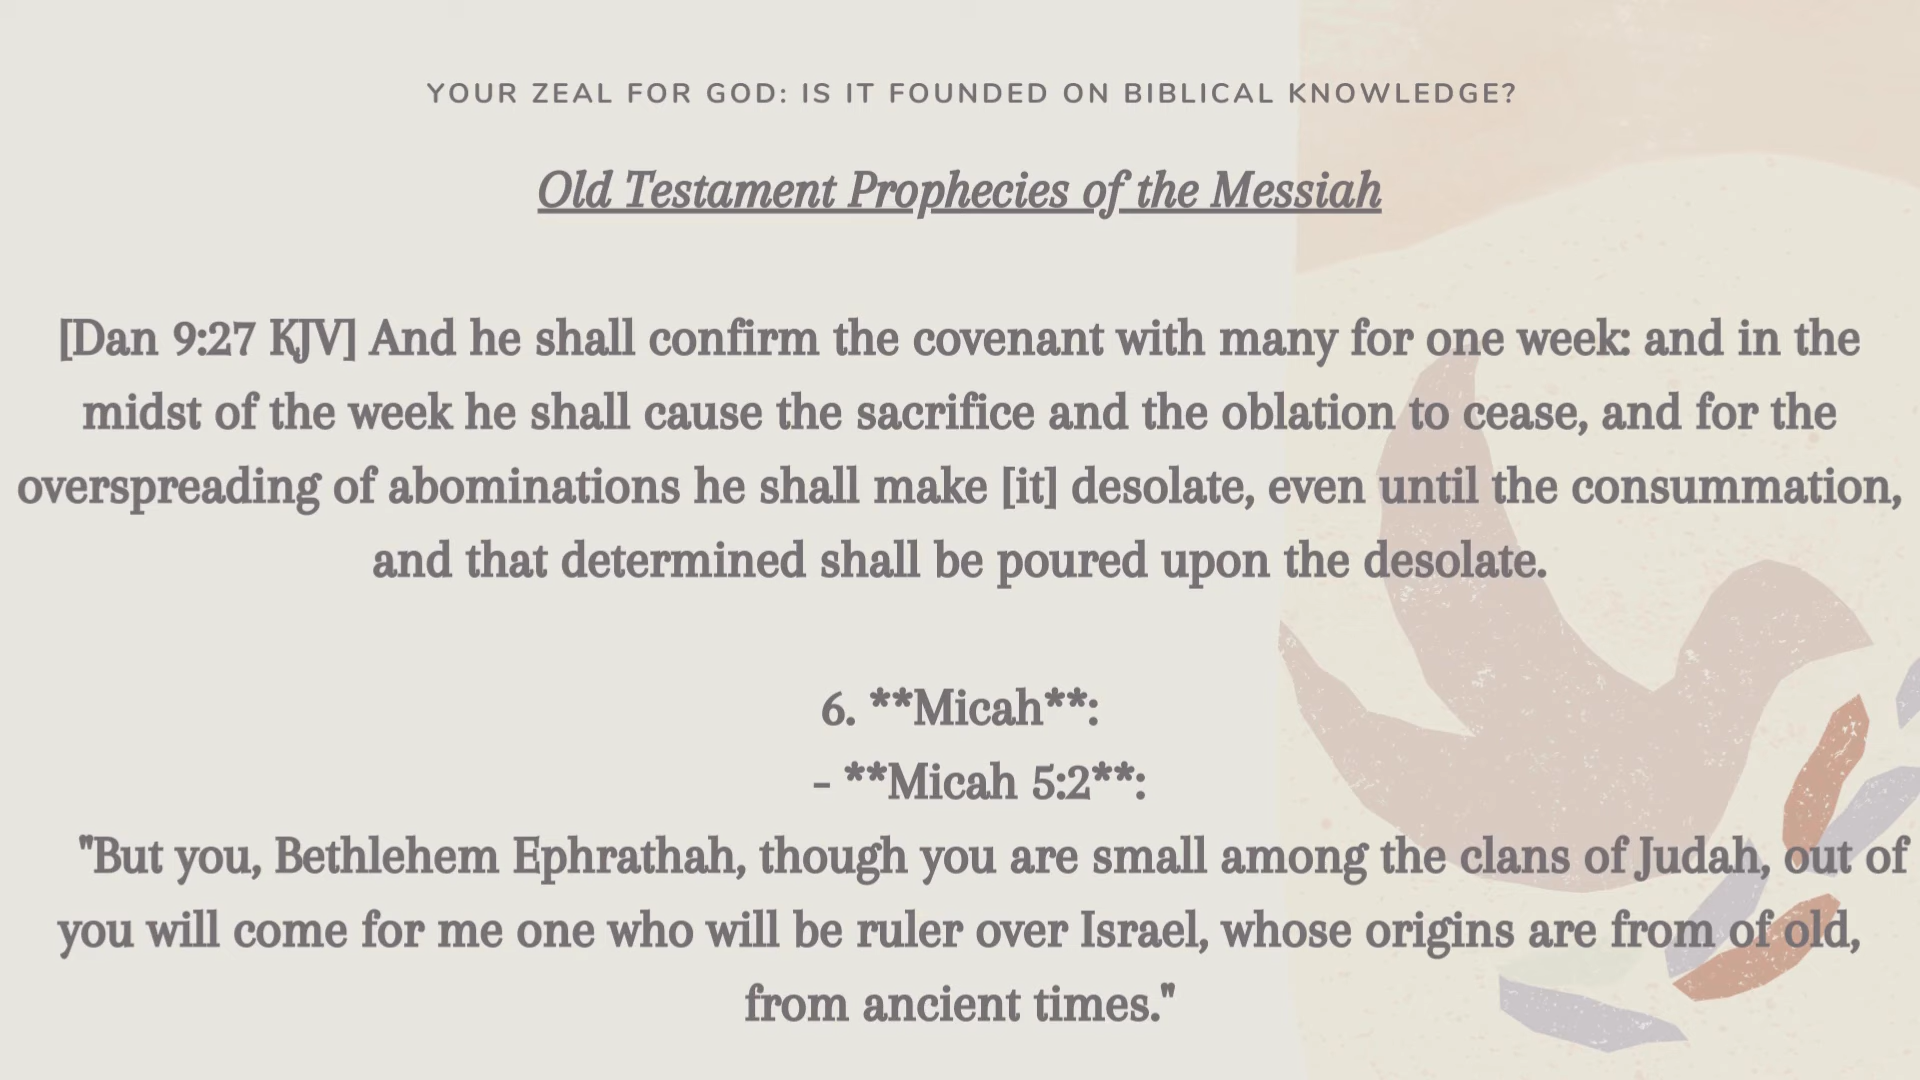 YOUR ZEAL FOR GOD: IS IT FOUNDED ON BIBLICAL KNOWLEDGE?
Old Testament Prophecies of the Messiah
[Dan 9:27 KJV] And he shall confirm the covenant with many for one week: and in the
midst of the week he shall cause the sacrifice and the oblation to cease, and for the
overspreading of abominations he shall make [it] desolate, even until the consummation,
and that determined shall be poured upon the desolate.
6. **Micah**:
- **Micah 5:2**:
"But you, Bethlehem Ephrathah, though you are small among the clans of Judah, out of
you will come for me one who will be ruler over Israel, whose origins are from of old,
from ancient times."